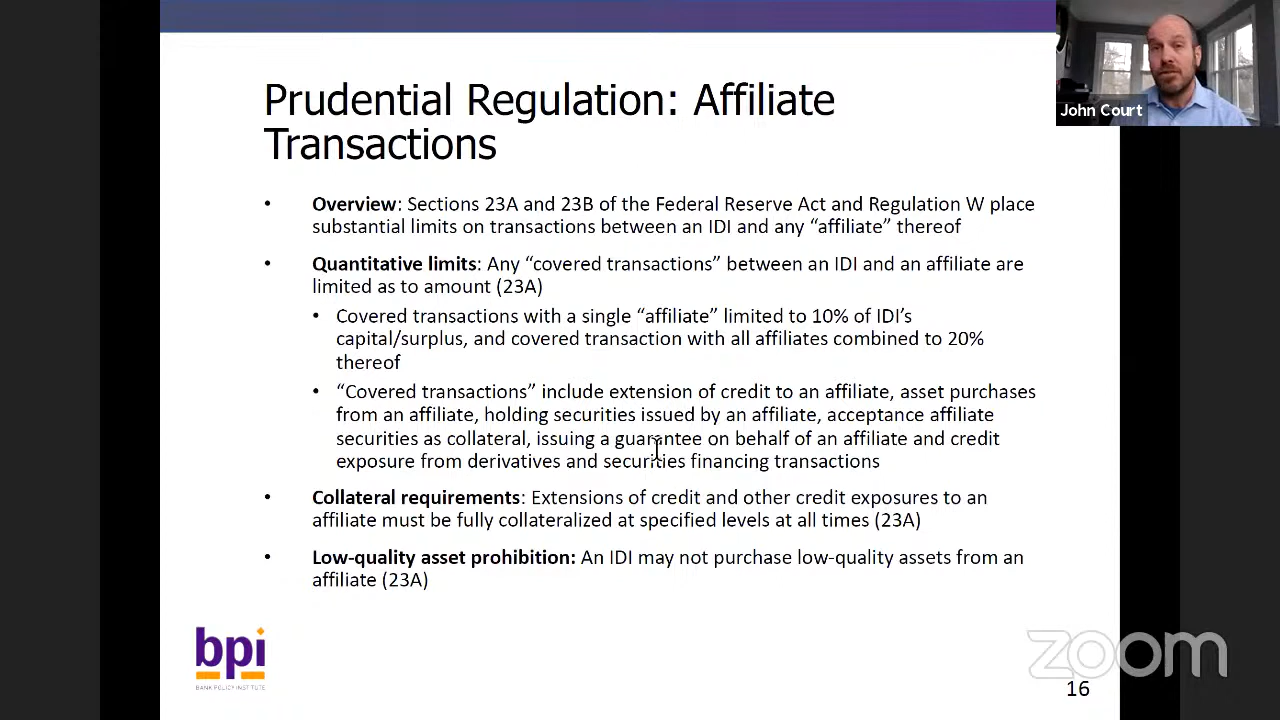 Prudential Regulation: Affiliate
Transactions
John Court
• Overview: Sections 23A and 23B of the Federal Reserve Act and Regulation W place
substantial limits on transactions between an IDI and any “affiliate” thereof
• Quantitative limits: Any “covered transactions” between an IDI and an affiliate are
limited as to amount (23A)
• Covered transactions with a single “affiliate” limited to 10% of IDI’s
capital/surplus, and covered transaction with all affiliates combined to 20%
thereof
• “Covered transactions” include extension of credit to an affiliate, asset purchases
from an affiliate, holding securities issued by an affiliate, acceptance affiliate
securities as collateral, issuing a guarantee on behalf of an affiliate and credit
exposure from derivatives and securities financing transactions
• Collateral requirements: Extensions of credit and other credit exposures to an
affiliate must be fully collateralized at specified levels at all times (23A)
• Low-quality asset prohibition: An IDI may not purchase low-quality assets from an
affiliate (23A)
bpi
BANK POLICY INSTITUTE
zoom
16